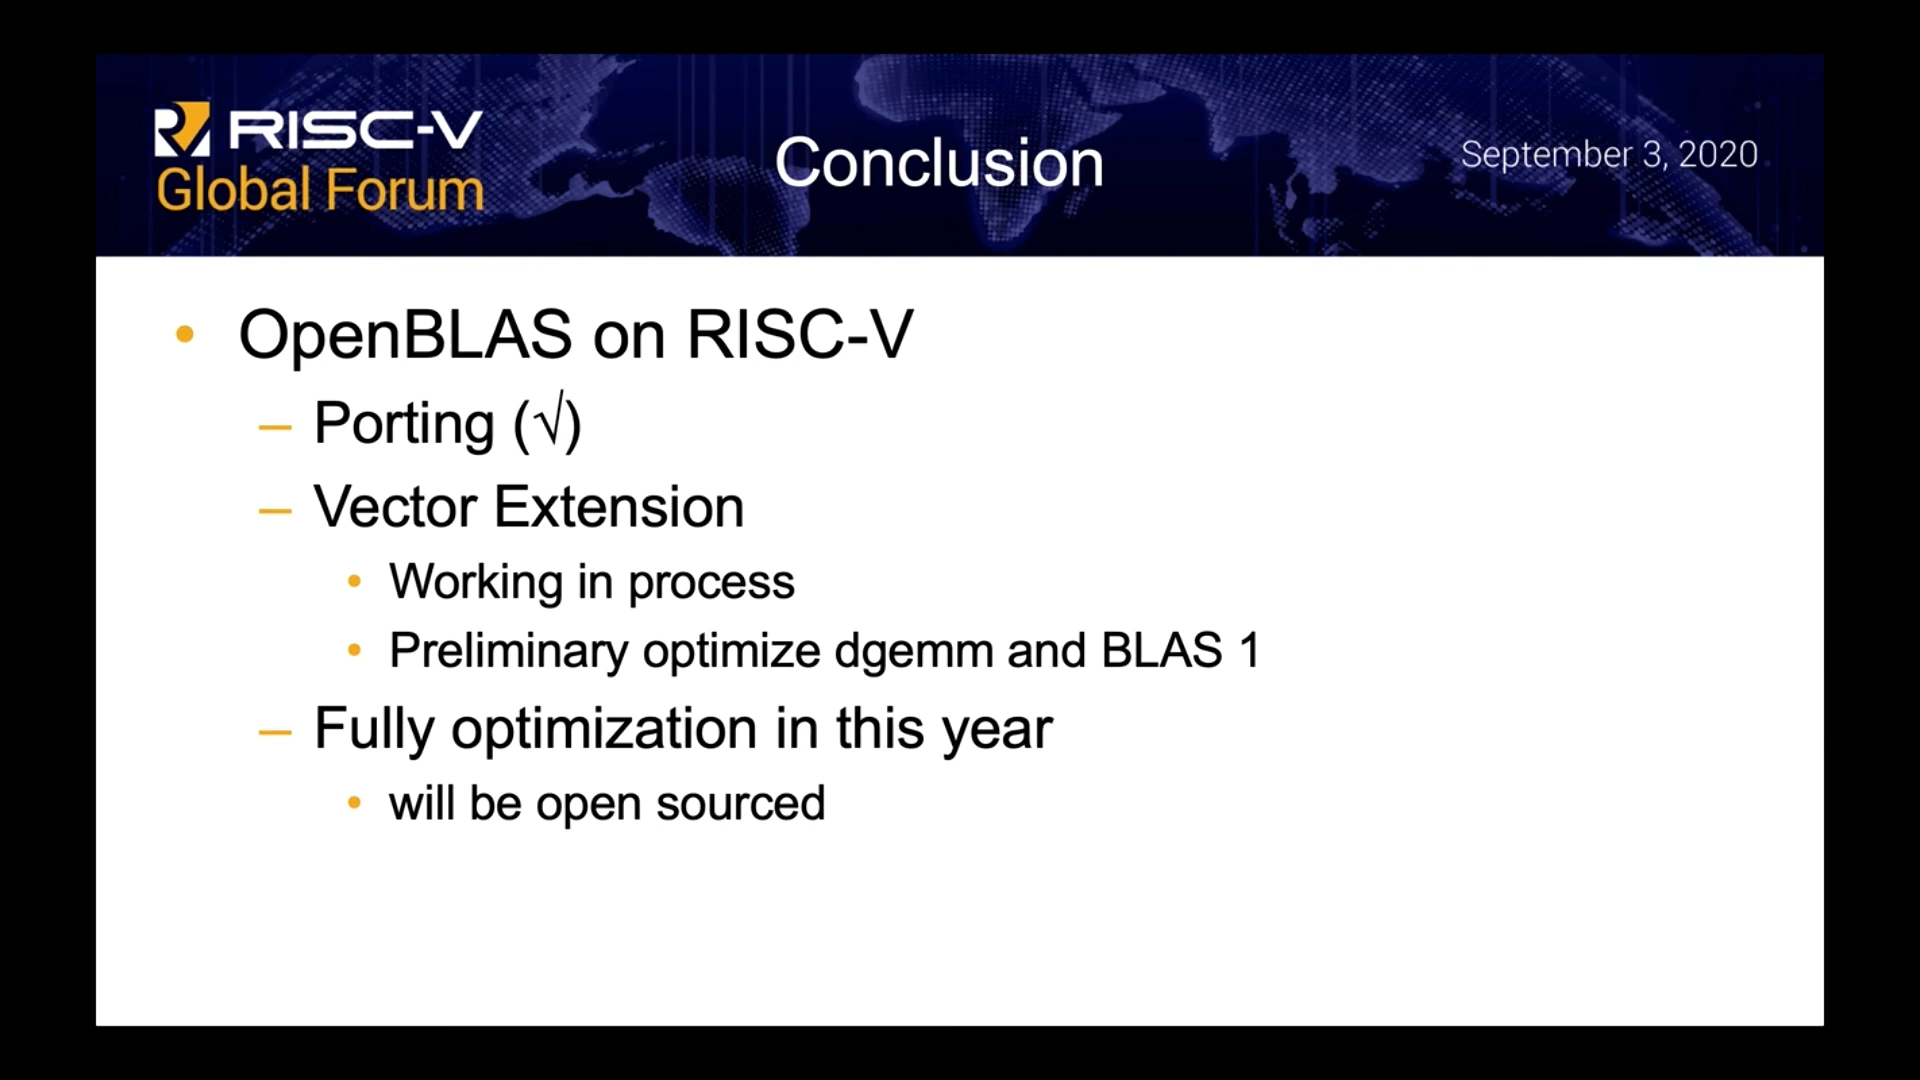 RISC-V
Global Forum
Conclusion
September 3, 2020
• OpenBLAS on RISC-V
– Porting (√)
– Vector Extension
• Working in process
• Preliminary optimize dgemm and BLAS 1
– Fully optimization in this year
• will be open sourced